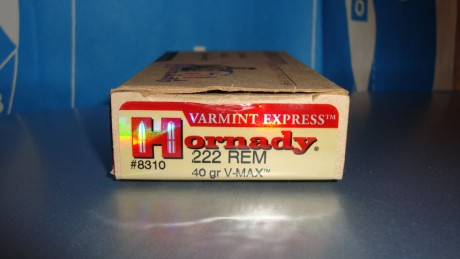 VARMINT EXPRESS™
Hornady®
222 REM
#8310
40 gr V-MAX™